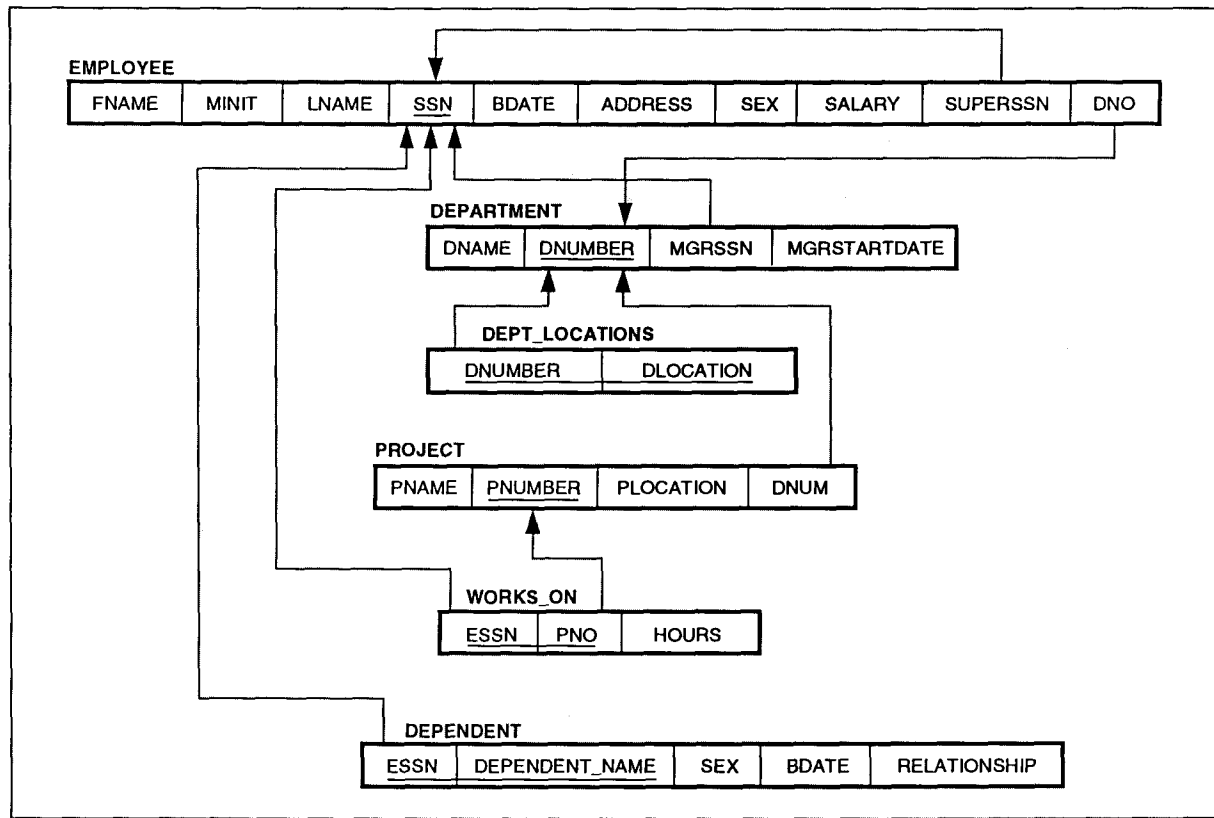 EMPLOYEE
FNAME MINIT LNAME SSN BDATE ADDRESS SEX SALARY SUPERSSN DNO
DEPARTMENT
DNAME DNUMBER MGRSSN MGRSTARTDATE
DEPT_LOCATIONS
DNUMBER DLOCATION
PROJECT
PNAME PNUMBER PLOCATION DNUM
WORKS_ON
ESSN PNO HOURS
DEPENDENT
ESSN DEPENDENT_NAME SEX BDATE RELATIONSHIP